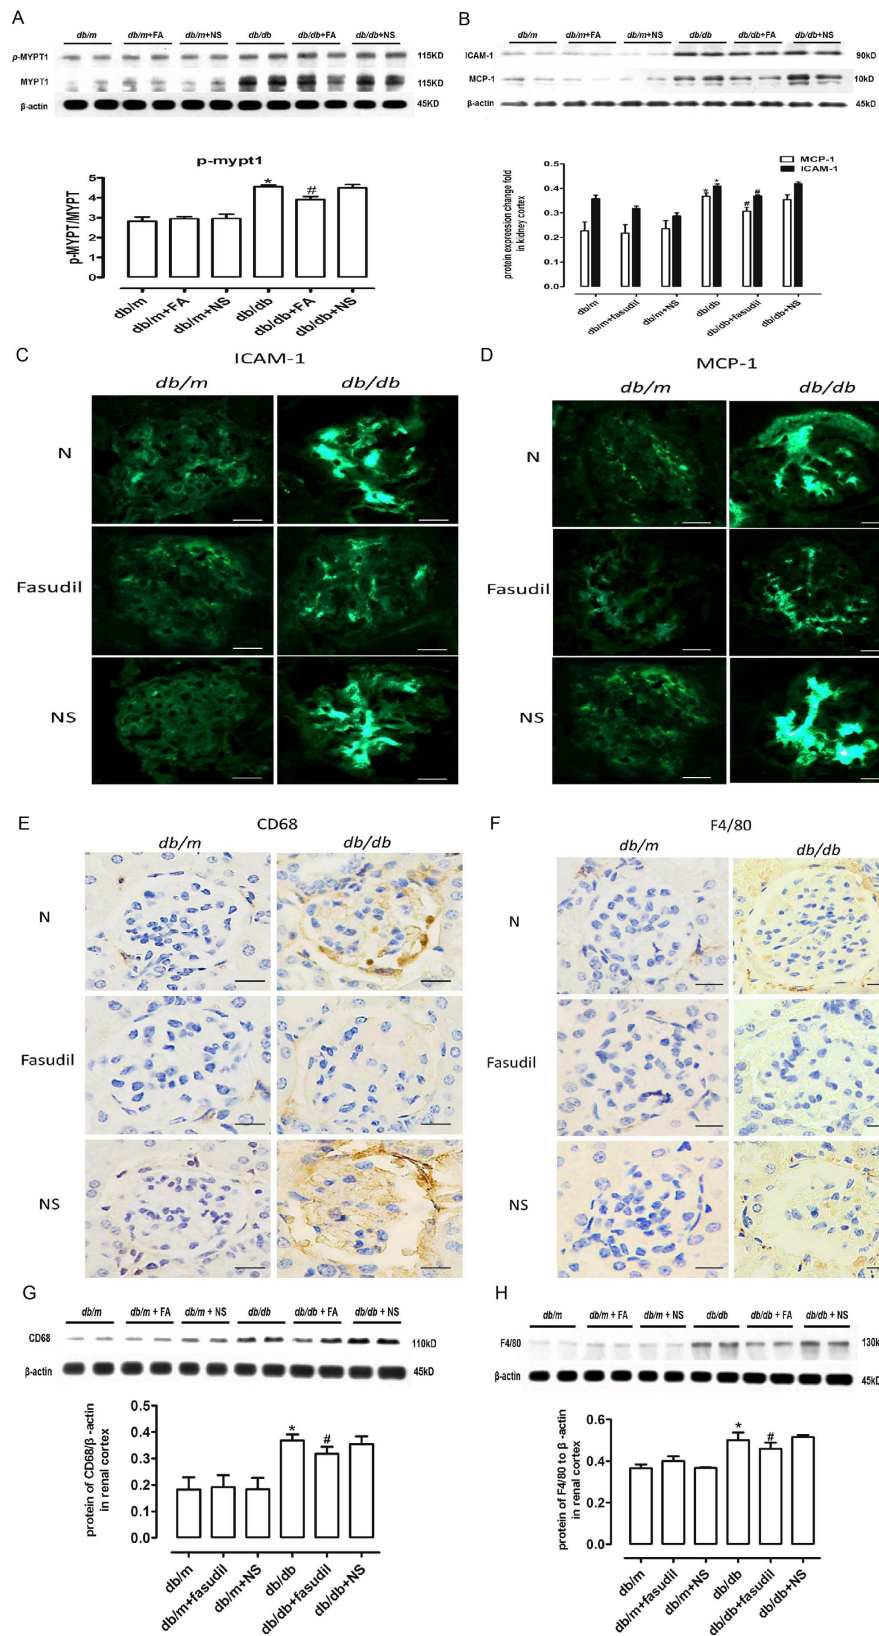 A
db/m db/m+FA db/m+NS db/db db/db+FA db/db+NS
p-MYPT1 115KD
MYPT1 115KD
β-actin 45KD
p-mypt1
p-MYPT/MYPT
5
4
3
2
1
0
* #
db/m db/m+FA db/m+NS db/db db/db+FA db/db+NS
B
db/m db/m+FA db/m+NS db/db db/db+FA db/db+NS
ICAM-1 90kD
MCP-1 10kD
β-actin 45kD
MCP-1
ICAM-1
protein expression change fold
in kidney cortex
0.5
0.4
0.3
0.2
0.1
0.0
* * # #
db/m db/m+fasudil db/m+NS db/db db/db+fasudil db/db+NS
C
ICAM-1
db/m db/db
N
Fasudil
NS
D
MCP-1
db/m db/db
N
Fasudil
NS
E
CD68
db/m db/db
N
Fasudil
NS
F
F4/80
db/m db/db
N
Fasudil
NS
G
db/m db/m + FA db/m + NS db/db db/db + FA db/db + NS
CD68 110kD
β-actin 45kD
protein of CD68/β -actin
in renal cortex
0.5
0.4
0.3
0.2
0.1
0.0
* #
db/m db/m+fasudil db/m+NS db/db db/db+fasudil db/db+NS
H
db/m db/m + FA db/m + NS db/db db/db + FA db/db + NS
F4/80 130k
β-actin 45kD
protein of F4/80 to β -actin
in renal cortex
0.6
0.4
0.2
0.0
* #
db/m db/m+fasudil db/m+NS db/db db/db+fasudil db/db+NS